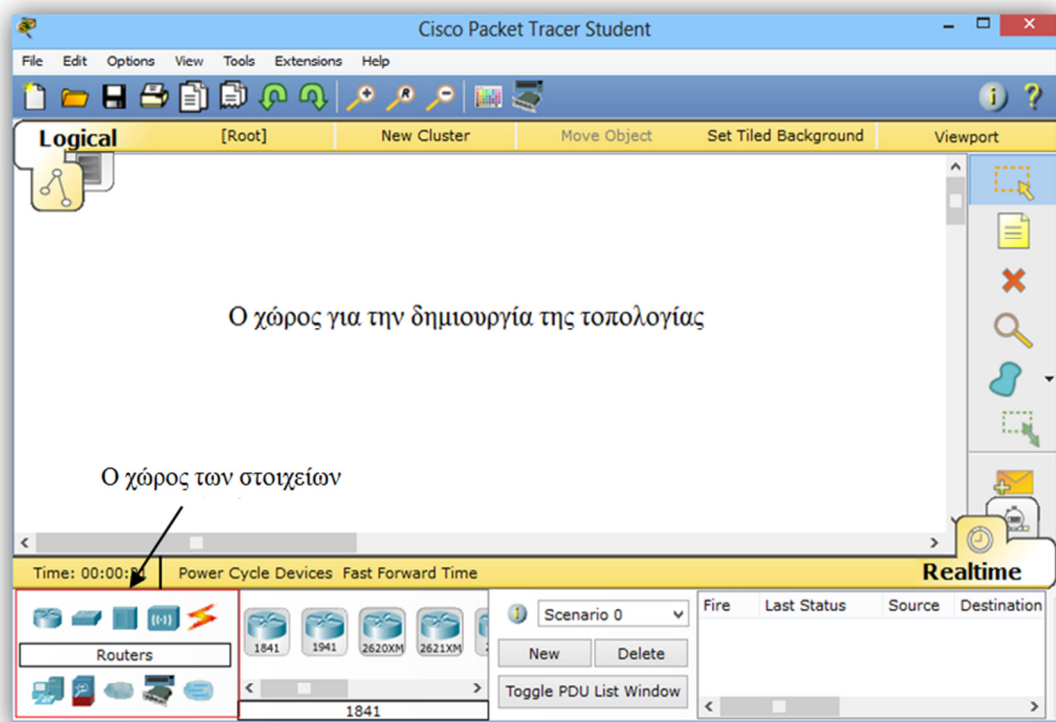 Cisco Packet Tracer Student
File Edit Options View Tools Extensions Help
Logical [Root] New Cluster Move Object Set Tiled Background Viewport
Ο χώρος για την δημιουργία της τοπολογίας
Ο χώρος των στοιχείων
Time: 00:00: Power Cycle Devices Fast Forward Time Realtime
Routers
1841 1941 2620XM 2621XM
1841
Scenario 0
New Delete
Toggle PDU List Window
Fire Last Status Source Destination